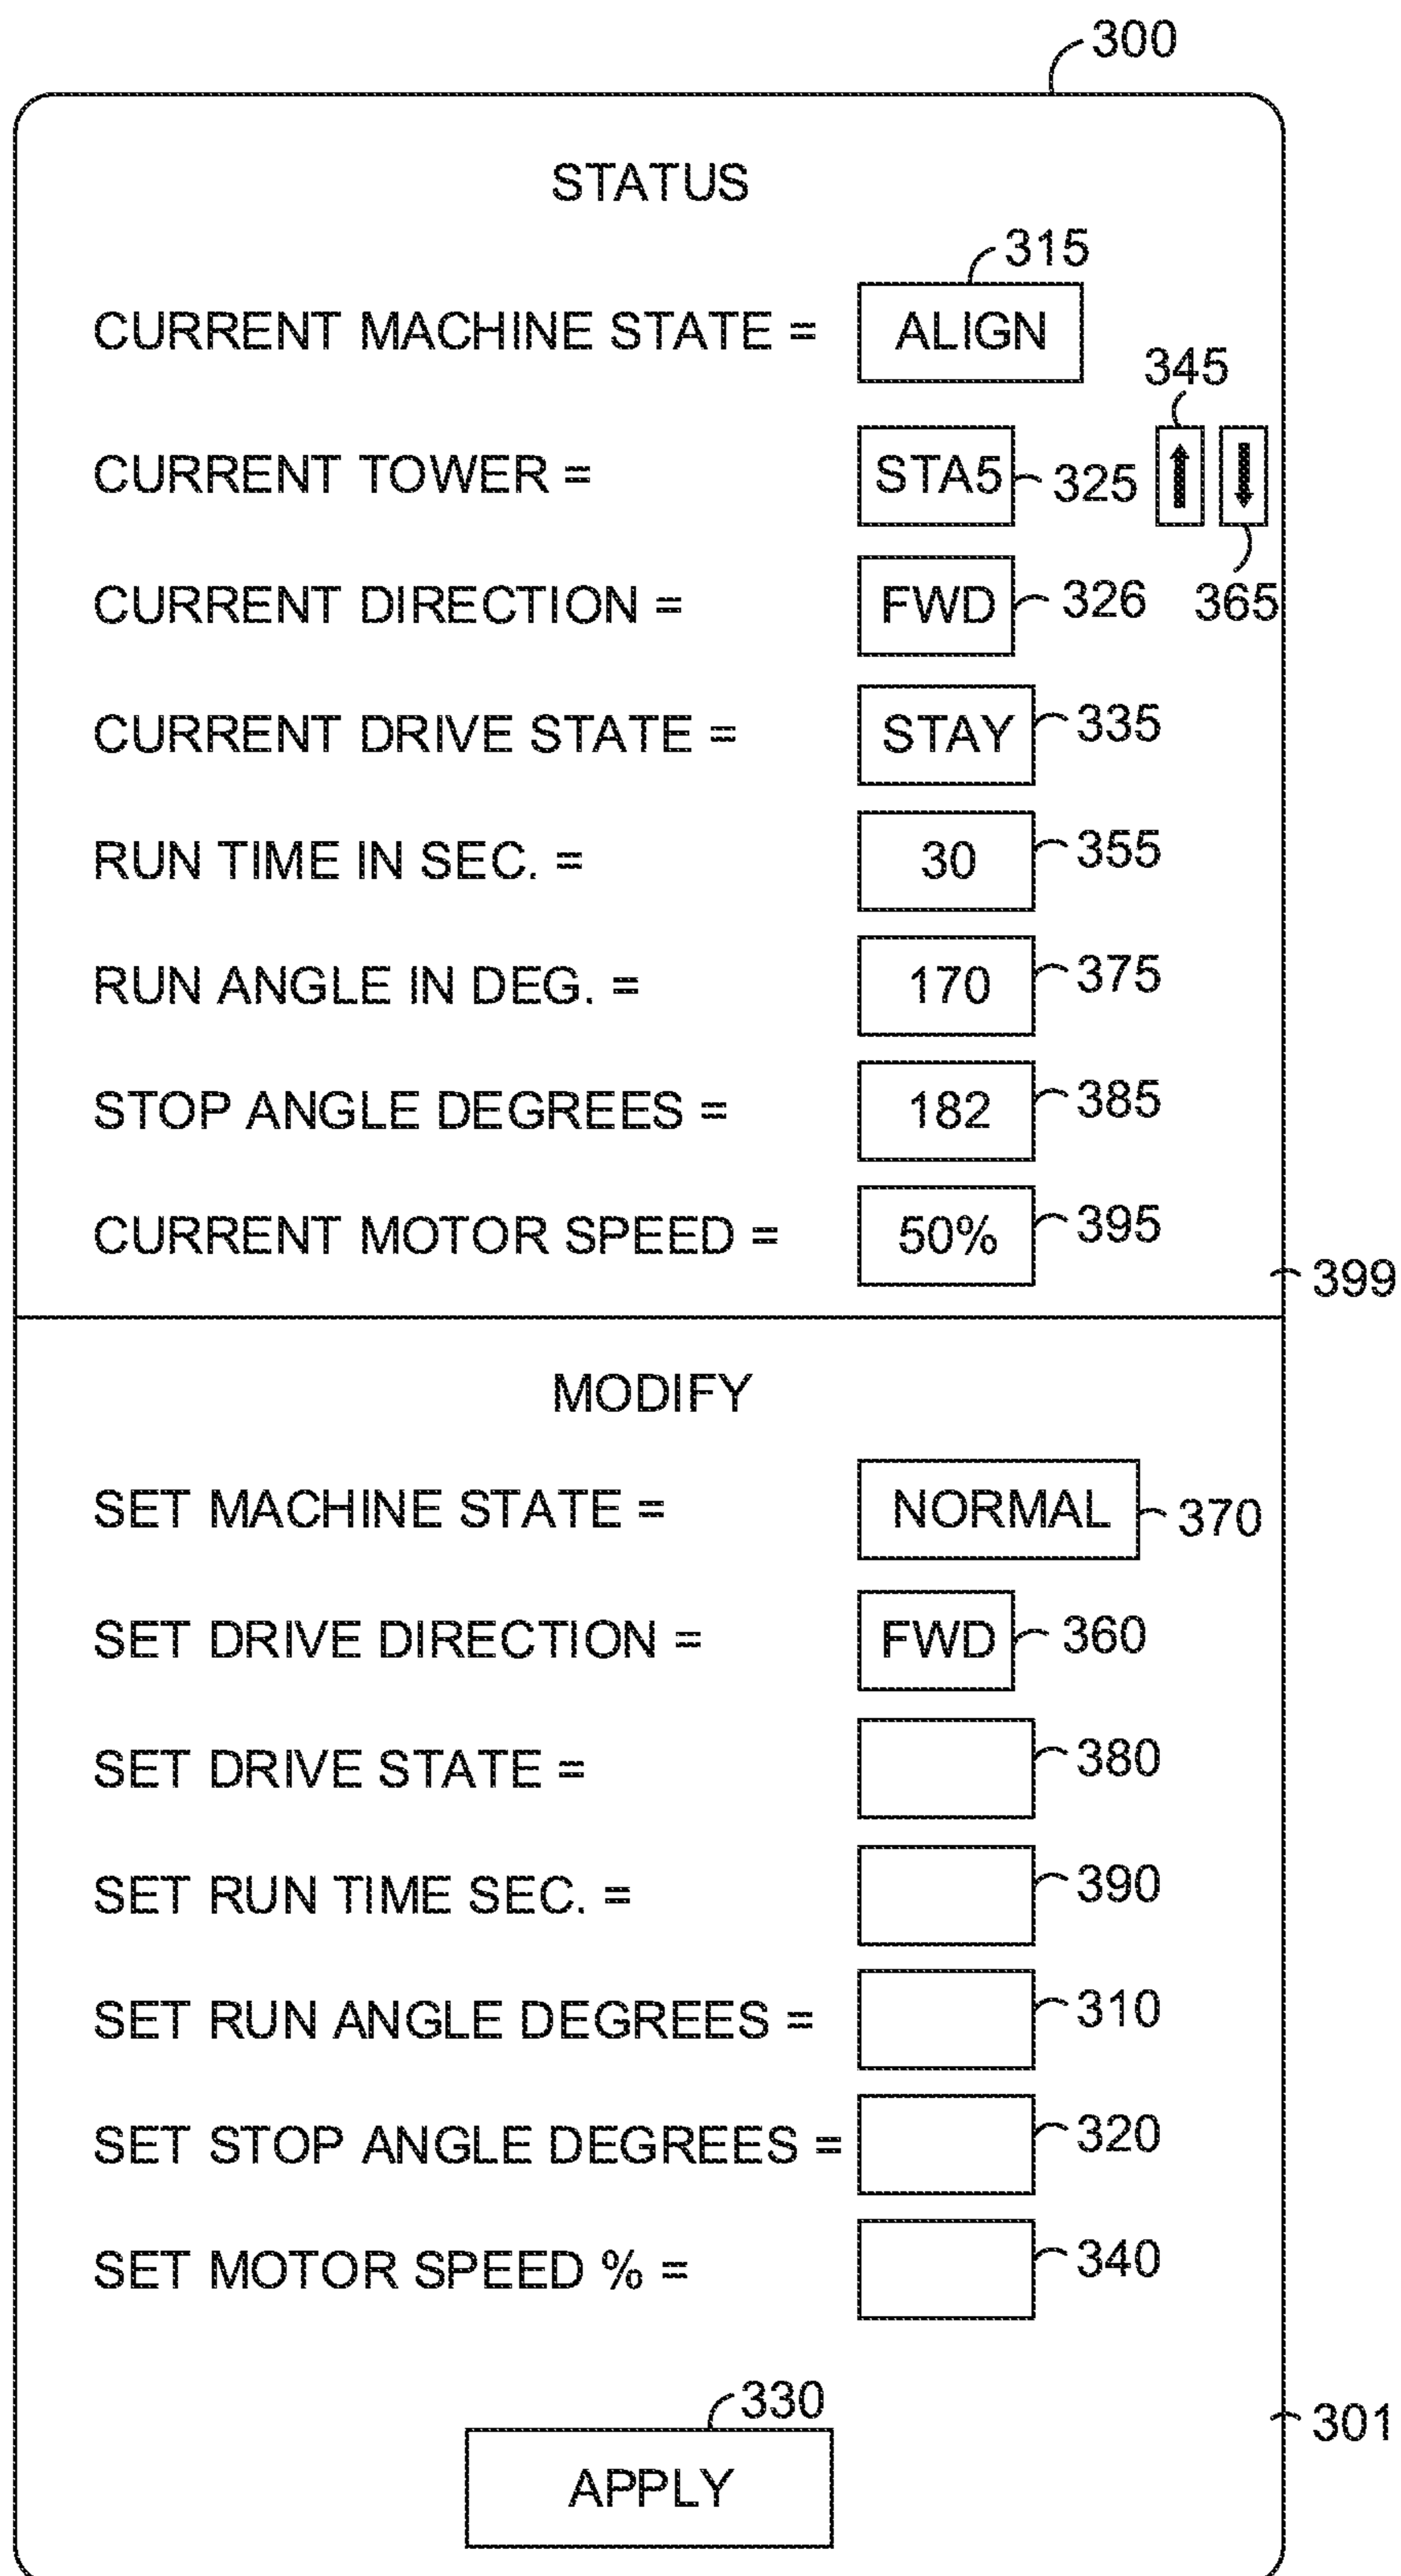 300
STATUS
315
CURRENT MACHINE STATE = ALIGN
345
CURRENT TOWER = STA5 325
CURRENT DIRECTION = FWD 326 365
CURRENT DRIVE STATE = STAY 335
RUN TIME IN SEC. = 30 355
RUN ANGLE IN DEG. = 170 375
STOP ANGLE DEGREES = 182 385
CURRENT MOTOR SPEED = 50% 395
399
MODIFY
SET MACHINE STATE = NORMAL 370
SET DRIVE DIRECTION = FWD 360
SET DRIVE STATE = 380
SET RUN TIME SEC. = 390
SET RUN ANGLE DEGREES = 310
SET STOP ANGLE DEGREES = 320
SET MOTOR SPEED % = 340
330
301
APPLY